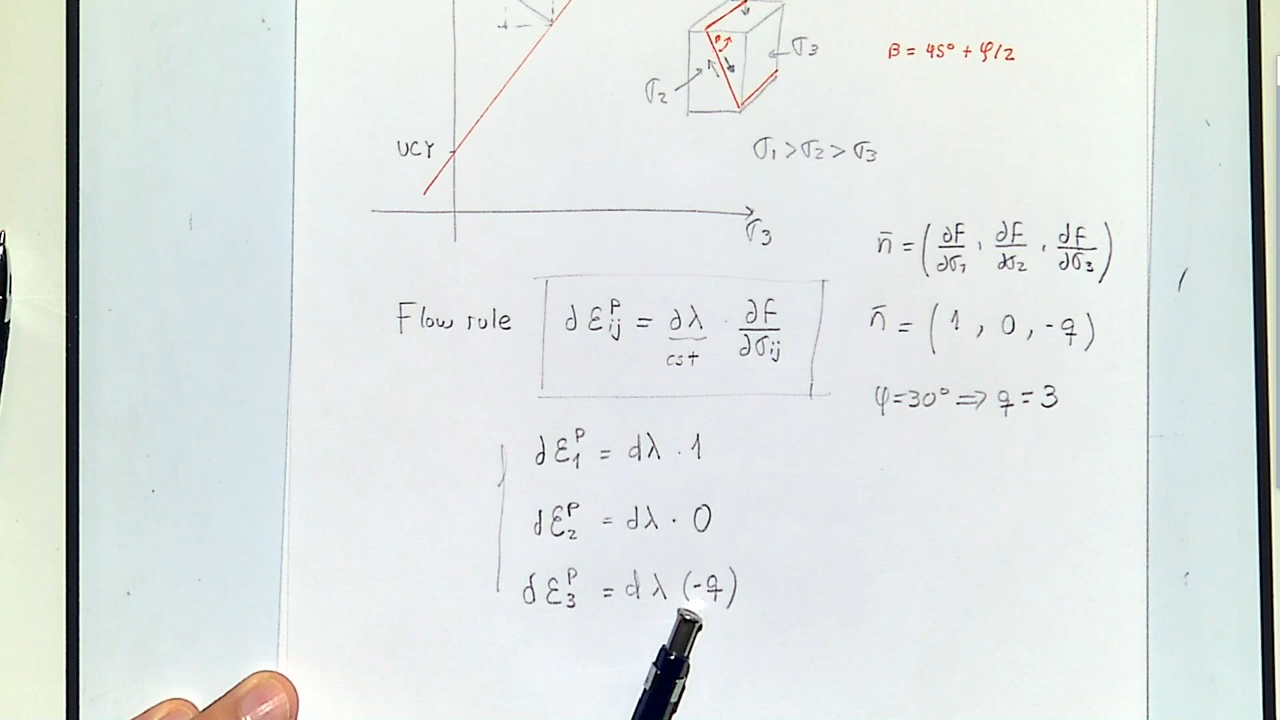 σ3
β = 45° + φ/2
σ2
UCY
σ1 > σ2 > σ3
σ3
n̄ = (∂F/∂σ1, ∂F/∂σ2, ∂F/∂σ3)
Flow rule dε^p_ij = dλ · ∂F/∂σij
cst
n̄ = (1, 0, -q)
φ=30° ⇒ q = 3
dε^p_1 = dλ · 1
dε^p_2 = dλ · 0
dε^p_3 = dλ (-q)